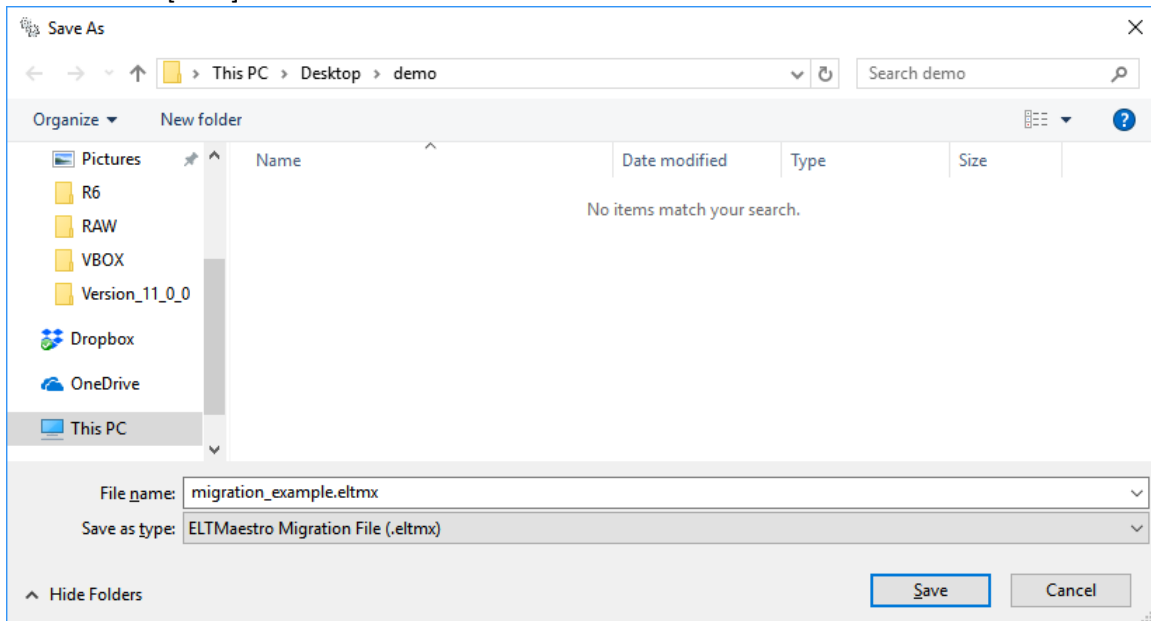 Save As
This PC > Desktop > demo
Search demo
Organize
New folder
Name
Date modified
Type
Size
Pictures
R6
RAW
VBOX
Version_11_0_0
Dropbox
OneDrive
This PC
No items match your search.
File name: migration_example.eltmx
Save as type: ELTMaestro Migration File (.eltmx)
Hide Folders
Save
Cancel